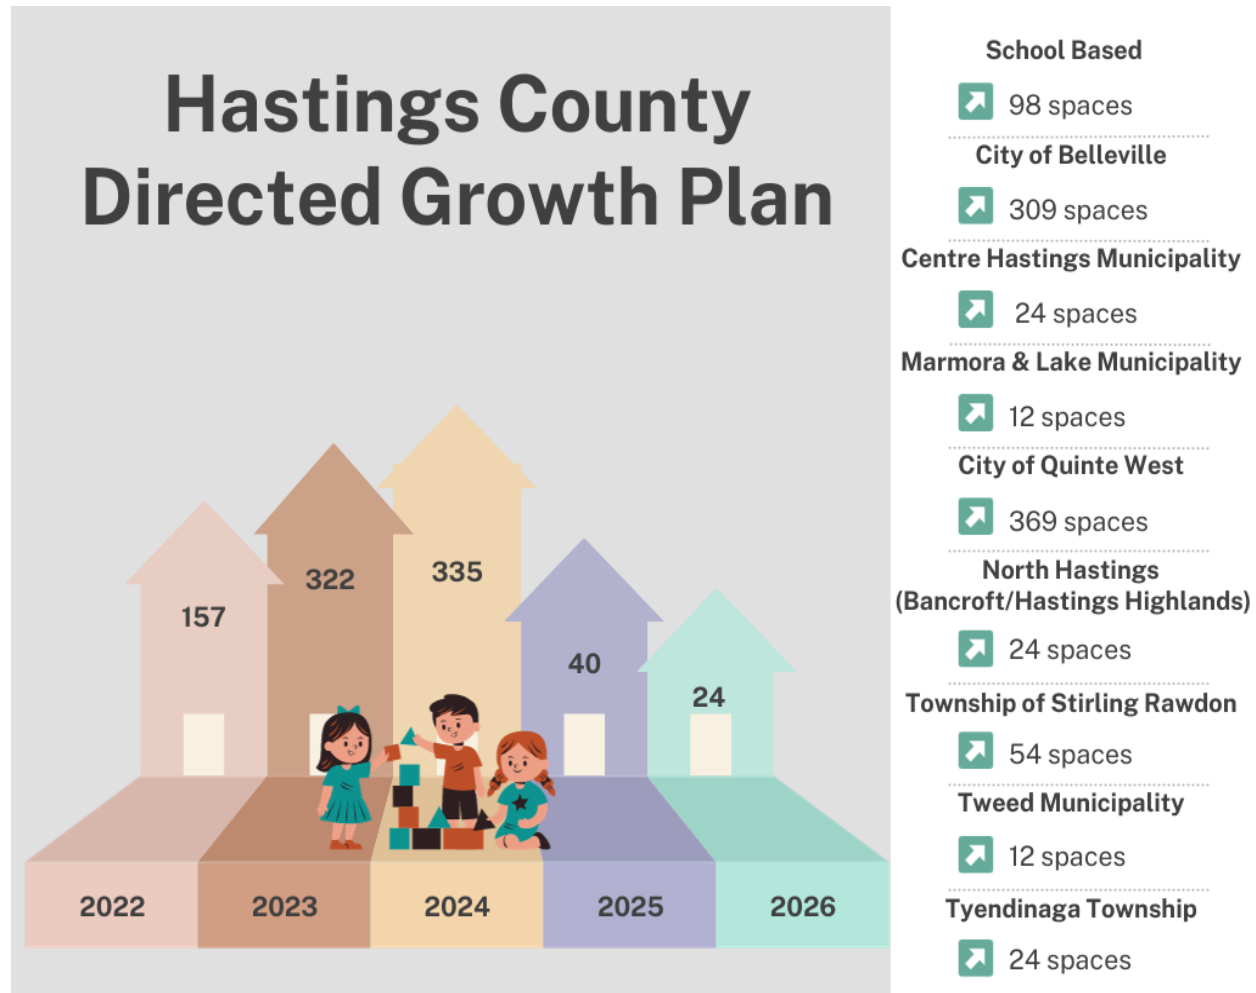 Hastings County
Directed Growth Plan
157
322
335
40
24
2022
2023
2024
2025
2026
School Based
98 spaces
City of Belleville
309 spaces
Centre Hastings Municipality
24 spaces
Marmora & Lake Municipality
12 spaces
City of Quinte West
369 spaces
North Hastings
(Bancroft/Hastings Highlands)
24 spaces
Township of Stirling Rawdon
54 spaces
Tweed Municipality
12 spaces
Tyendinaga Township
24 spaces